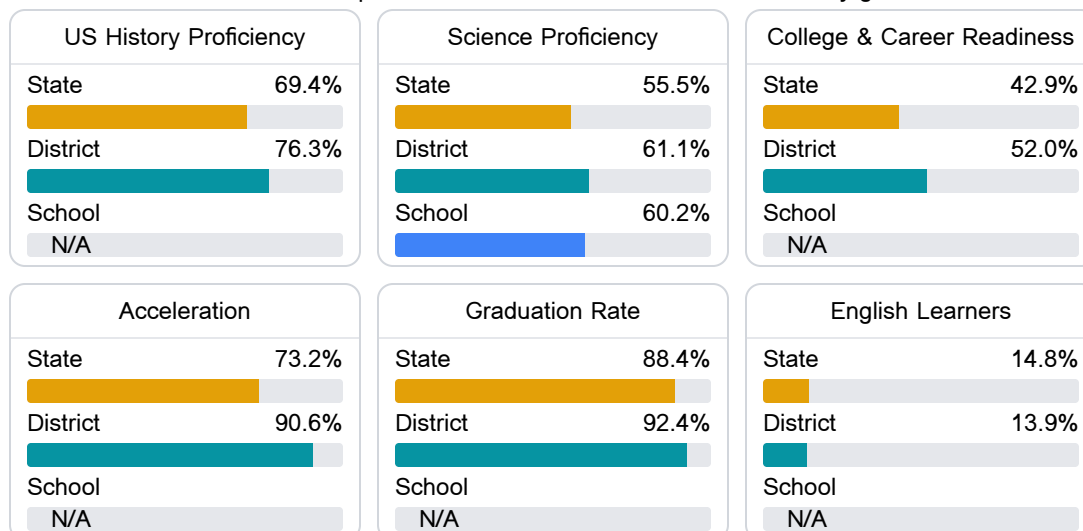 US History Proficiency
State 69.4%
District 76.3%
School
N/A
Science Proficiency
State 55.5%
District 61.1%
School 60.2%
College & Career Readiness
State 42.9%
District 52.0%
School
N/A
Acceleration
State 73.2%
District 90.6%
School
N/A
Graduation Rate
State 88.4%
District 92.4%
School
N/A
English Learners
State 14.8%
District 13.9%
School
N/A